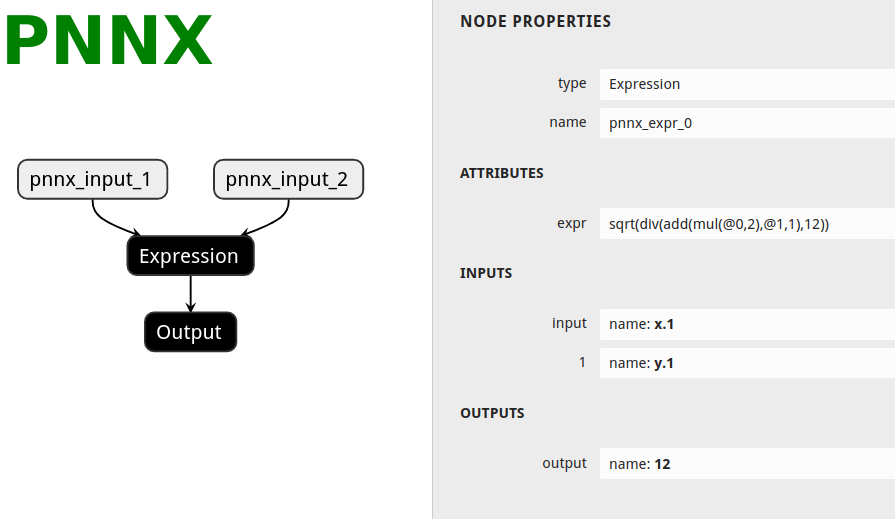 PNNX
pnnx_input_1
pnnx_input_2
Expression
Output
NODE PROPERTIES
type
Expression
name
pnnx_expr_0
ATTRIBUTES
expr
sqrt(div(add(mul(@0,2),@1,1),12))
INPUTS
input
name: x.1
1
name: y.1
OUTPUTS
output
name: 12